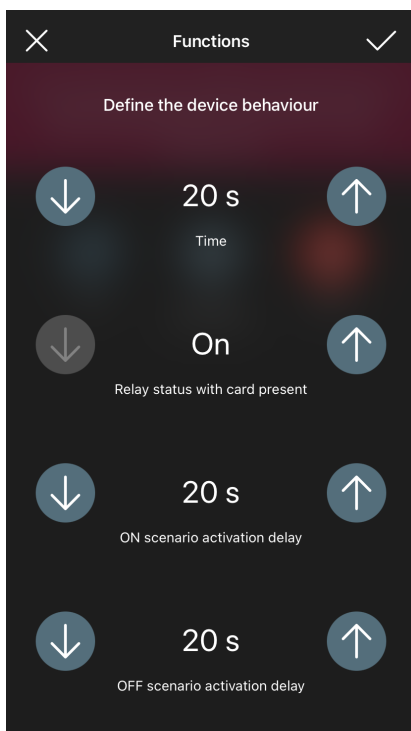 Functions
Define the device behaviour
20 s
Time
On
Relay status with card present
20 s
ON scenario activation delay
20 s
OFF scenario activation delay